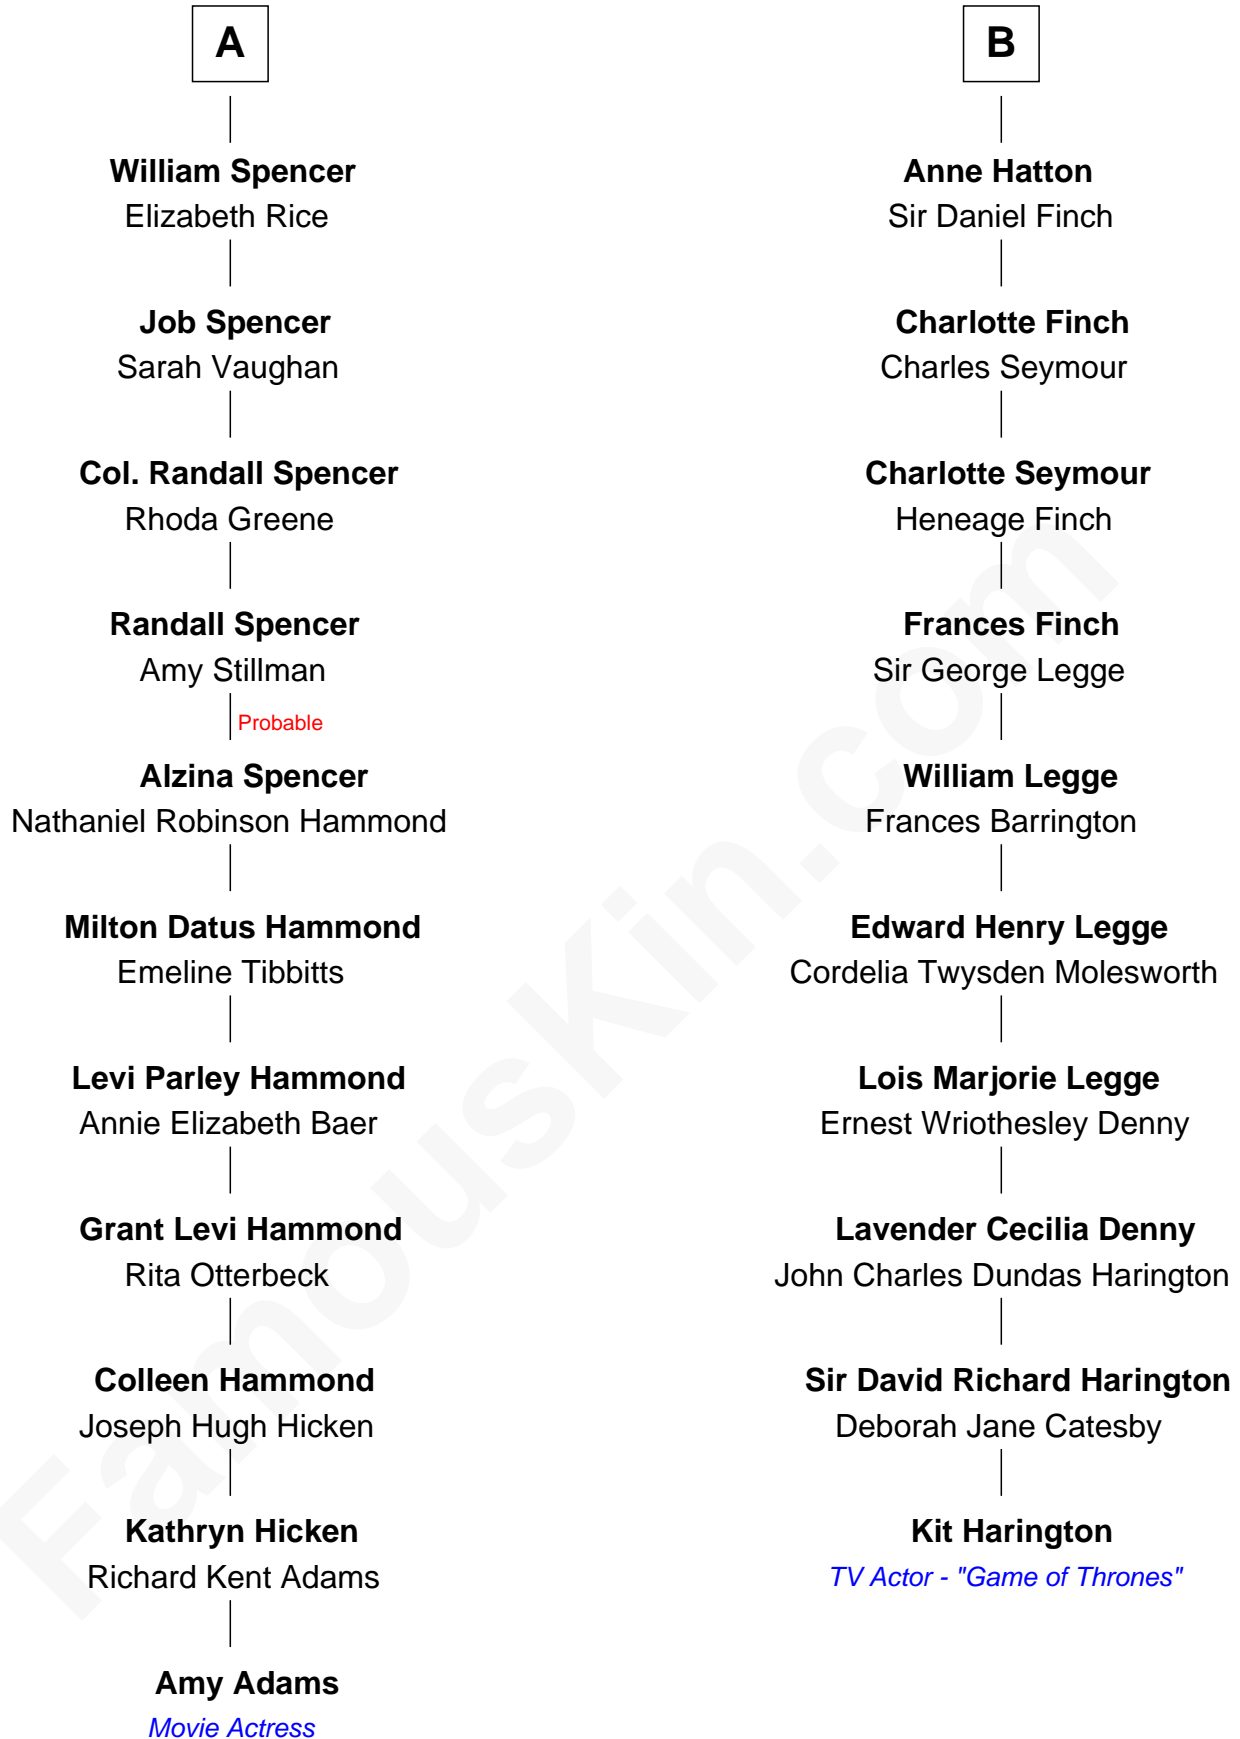 A
William Spencer
Elizabeth Rice
Job Spencer
Sarah Vaughan
Col. Randall Spencer
Rhoda Greene
Randall Spencer
Amy Stillman
Probable
Alzina Spencer
Nathaniel Robinson Hammond
Milton Datus Hammond
Emeline Tibbitts
Levi Parley Hammond
Annie Elizabeth Baer
Grant Levi Hammond
Rita Otterbeck
Colleen Hammond
Joseph Hugh Hicken
Kathryn Hicken
Richard Kent Adams
Amy Adams
Movie Actress
B
Anne Hatton
Sir Daniel Finch
Charlotte Finch
Charles Seymour
Charlotte Seymour
Heneage Finch
Frances Finch
Sir George Legge
William Legge
Frances Barrington
Edward Henry Legge
Cordelia Twysden Molesworth
Lois Marjorie Legge
Ernest Wriothesley Denny
Lavender Cecilia Denny
John Charles Dundas Harington
Sir David Richard Harington
Deborah Jane Catesby
Kit Harington
TV Actor - "Game of Thrones"
FamousKin.com